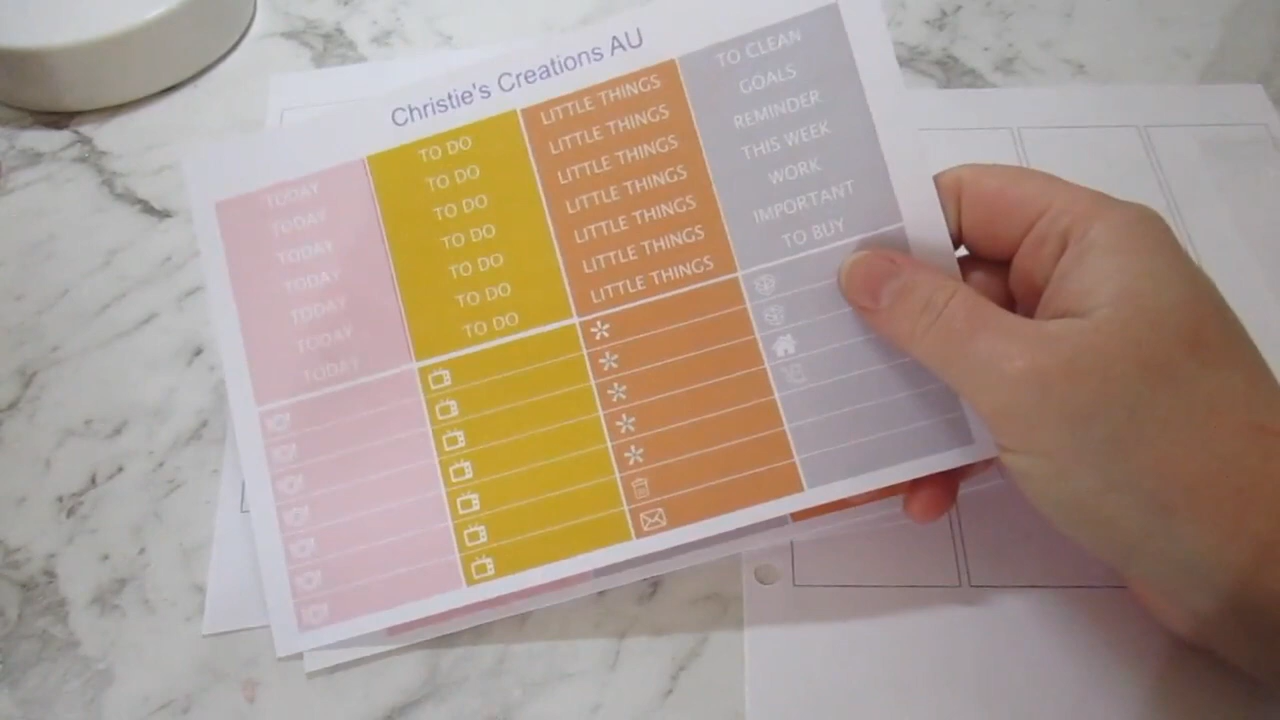 Christie's Creations AU
TODAY
TODAY
TODAY
TODAY
TODAY
TODAY
TODAY
TO DO
TO DO
TO DO
TO DO
TO DO
TO DO
TO DO
LITTLE THINGS
LITTLE THINGS
LITTLE THINGS
LITTLE THINGS
LITTLE THINGS
LITTLE THINGS
LITTLE THINGS
TO CLEAN
GOALS
REMINDER
THIS WEEK
WORK
IMPORTANT
TO BUY